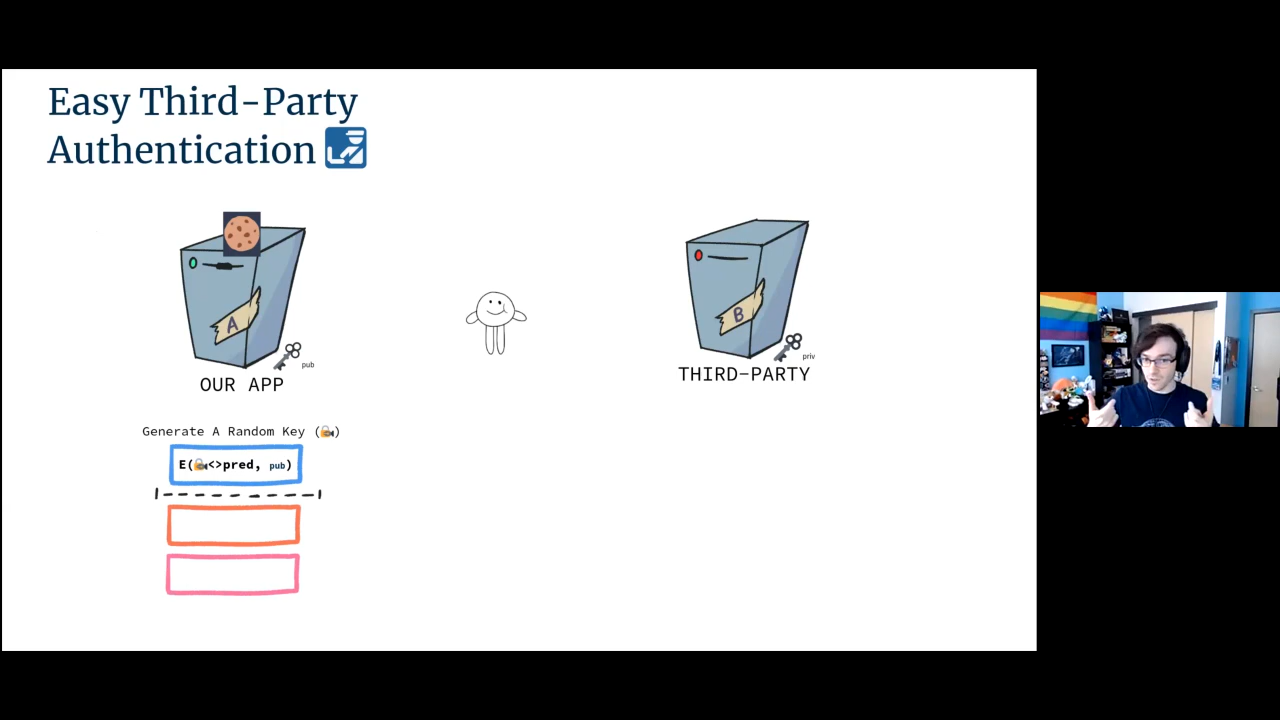 Easy Third-Party
Authentication 🛃
A
B
pub
priv
OUR APP
THIRD-PARTY
Generate A Random Key (🔐)
E(🔐<>pred, pub)